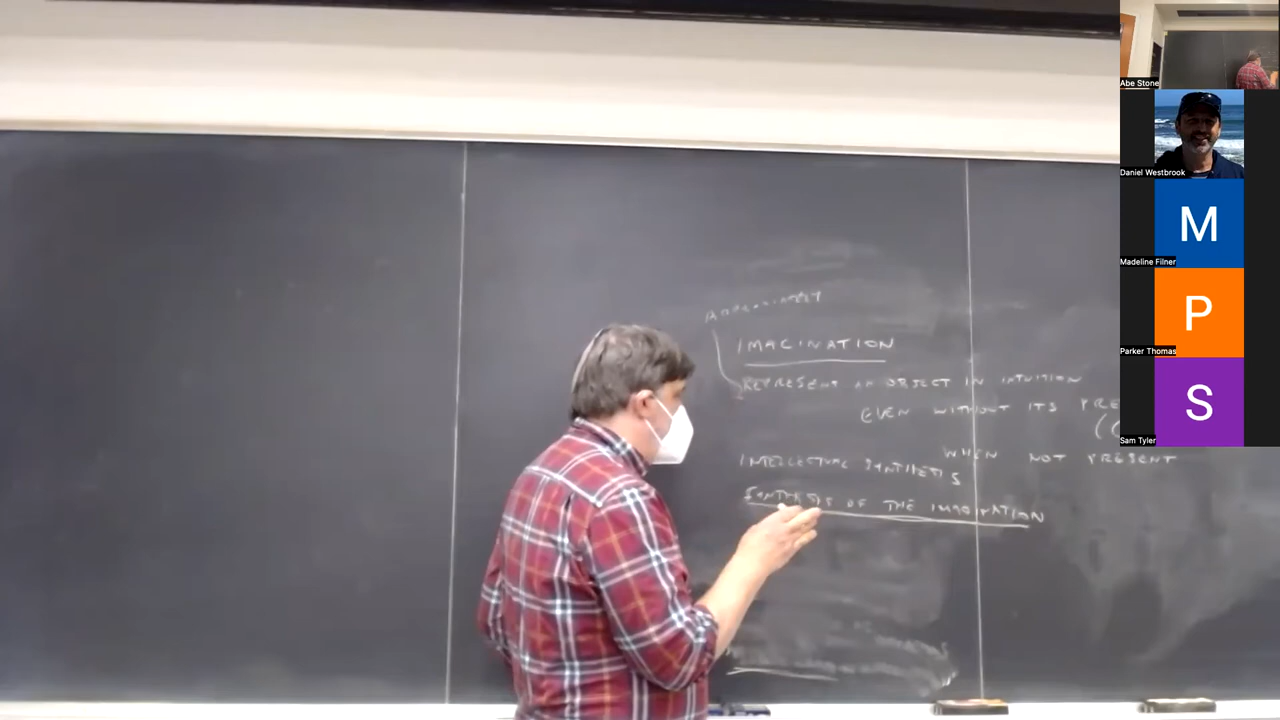 IMAGINATION
REPRESENT AN OBJECT IN INTUITION
EVEN WITHOUT ITS PRE
WHEN NOT PRESENT
INTELLECTUAL SYNTHESIS
SYNTHESIS OF THE IMAGINATION
Abe Stone
Daniel Westbrook
M
Madeline Filner
P
Parker Thomas
S
Sam Tyler